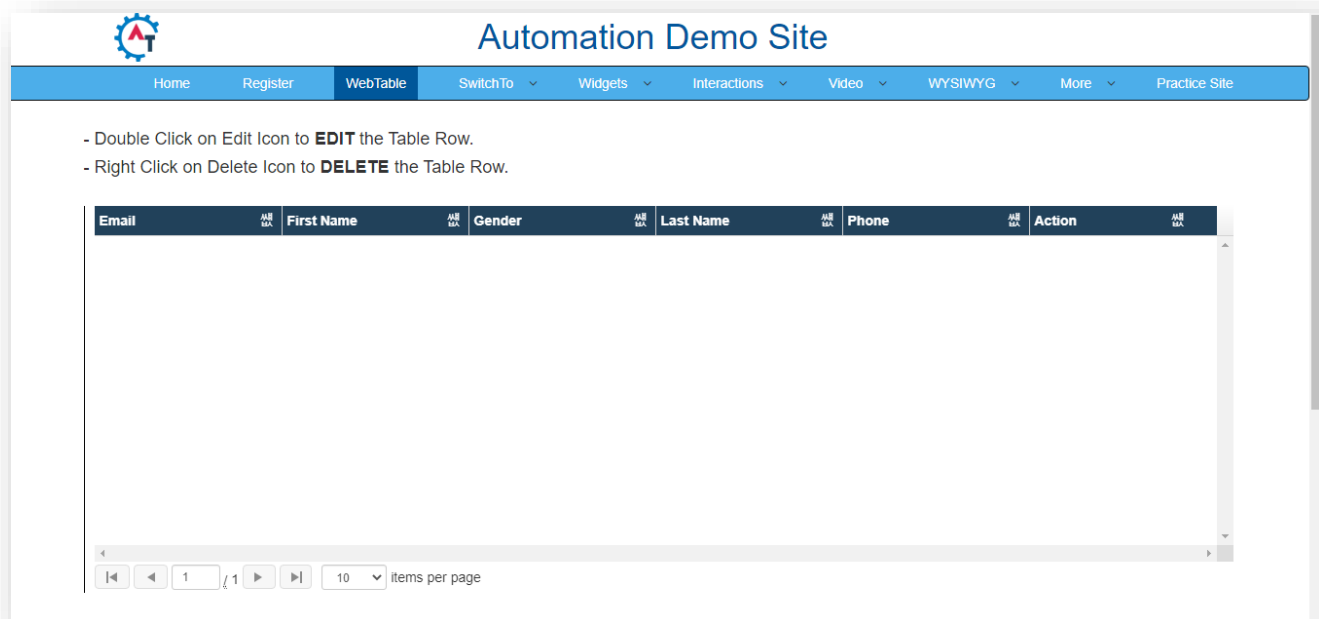 AT
Automation Demo Site
Home Register WebTable SwitchTo Widgets Interactions Video WYSIWYG More Practice Site
- Double Click on Edit Icon to EDIT the Table Row.
- Right Click on Delete Icon to DELETE the Table Row.
Email First Name Gender Last Name Phone Action
1 / 1 10 items per page